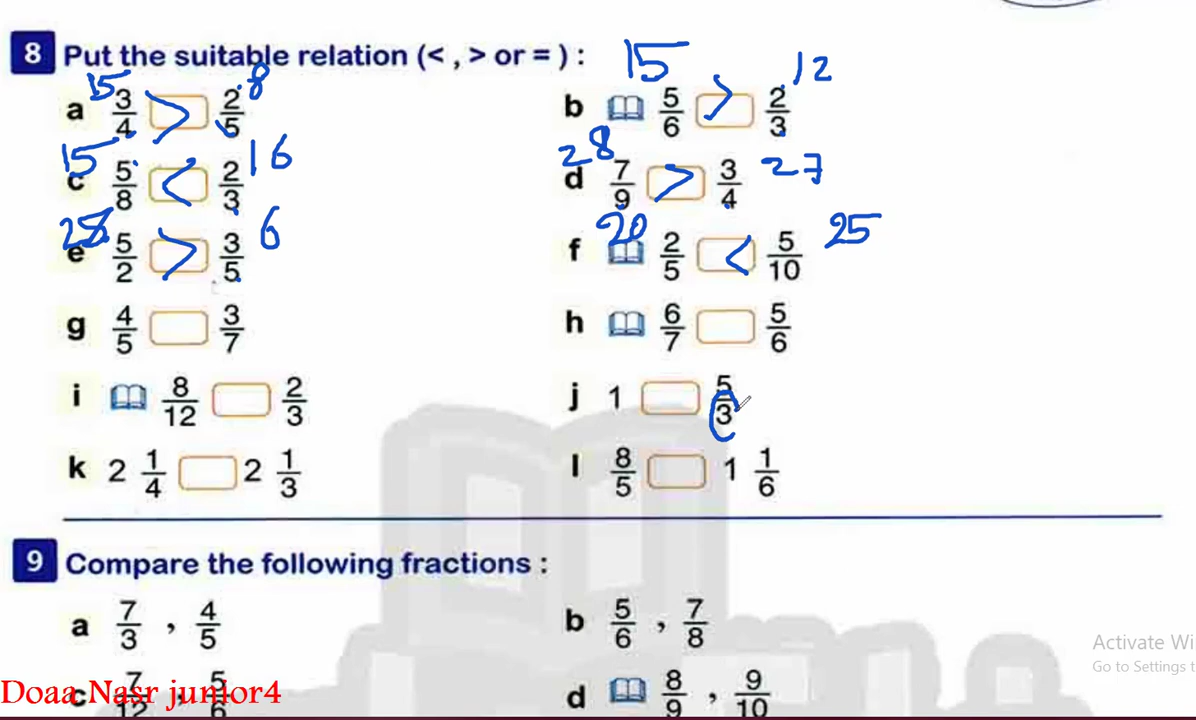 8 Put the suitable relation (< , > or = ) :
15 8 15 12
a 3/4 > 2/5 b 5/6 > 2/3
15 16 28 27
c 5/8 < 2/3 d 7/9 > 3/4
6 20 25
e 5/2 > 3/5 f 2/5 < 5/10
g 4/5 3/7 h 6/7 5/6
i 8/12 2/3 j 1 5/3
k 2 1/4 2 1/3 l 8/5 1 1/6
9 Compare the following fractions :
a 7/3 , 4/5 b 5/6 , 7/8
c 7/12 , 5/6 d 8/9 , 9/10
Doaa Nasr junior4
Activate Wi
Go to Settings t